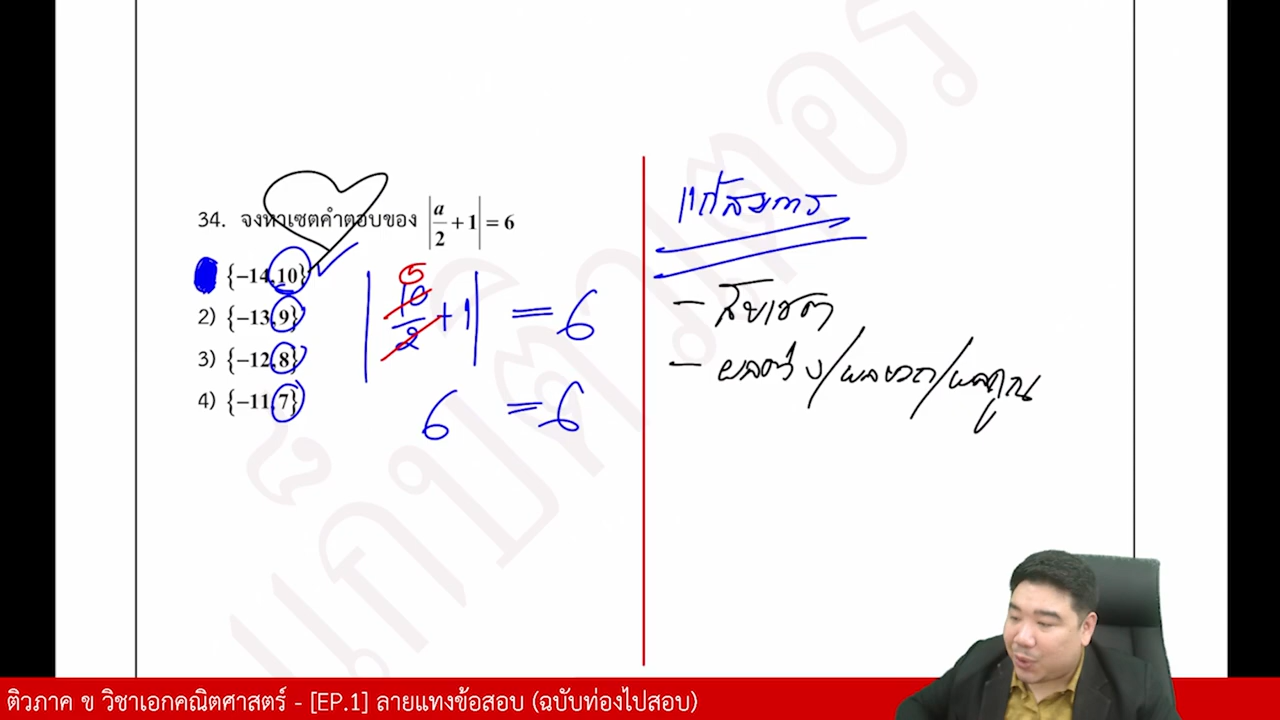 34. จงหาเซตคำตอบของ |a/2 + 1| = 6
{−14,10}
2) {−13,9}
3) {−12,8}
4) {−11,7}
5
|10/2 + 1| = 6
6 = 6
แก้สมการ
- สับเซต
- ผลต่าง/ผลบวก/ผลคูณ
ติวภาค ข วิชาเอกคณิตศาสตร์ - [EP.1] ลายแทงข้อสอบ (ฉบับท่องไปสอบ)